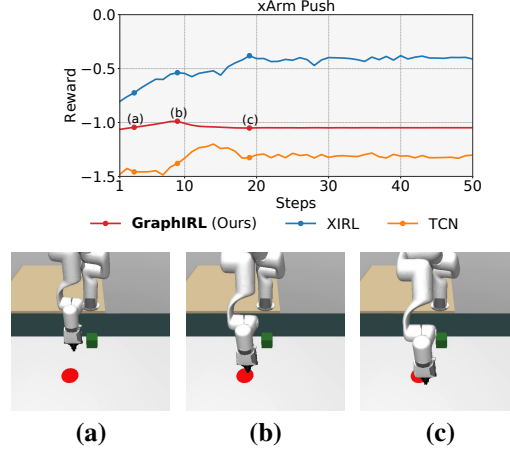 xArm Push
0.0
−0.5
−1.0
−1.5
Reward
(a)
(b)
(c)
1
10
20
30
40
50
Steps
GraphIRL (Ours)
XIRL
TCN
(a)
(b)
(c)